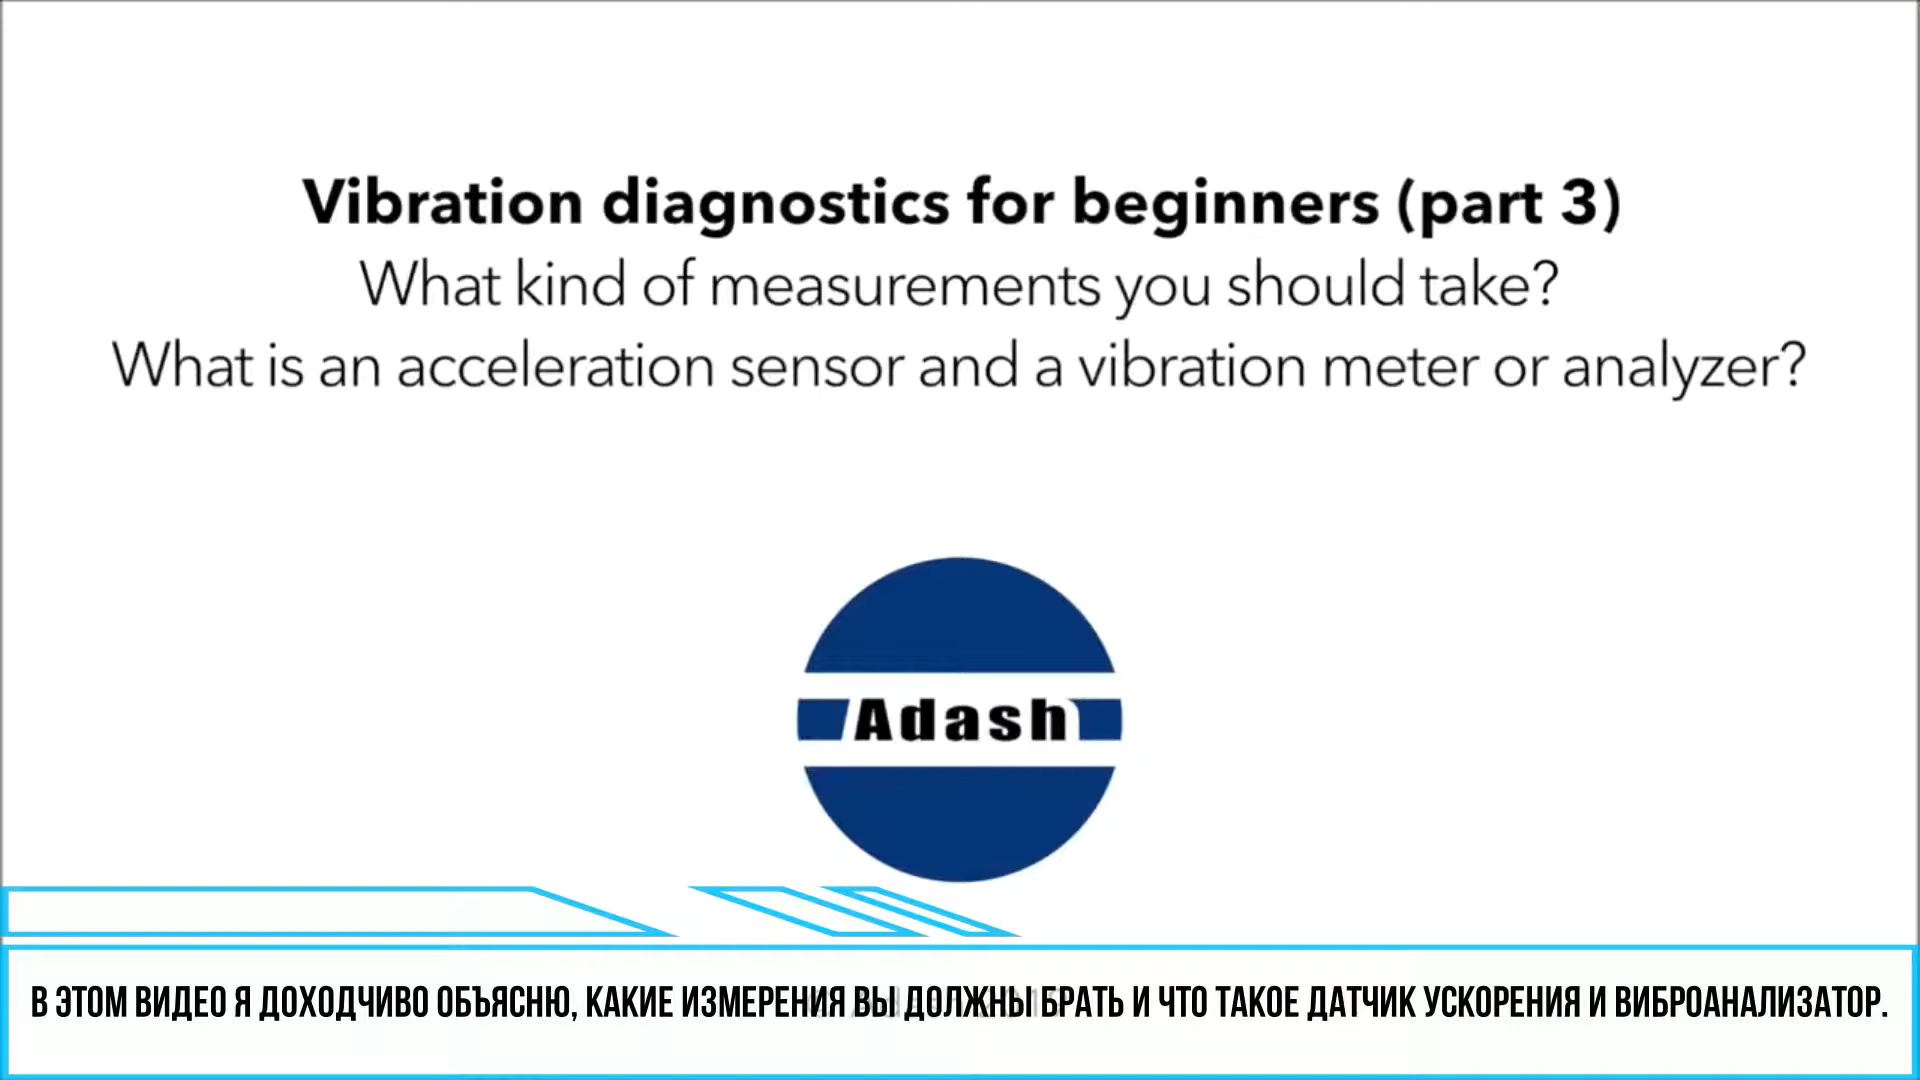 Vibration diagnostics for beginners (part 3)
What kind of measurements you should take?
What is an acceleration sensor and a vibration meter or analyzer?
Adash
В ЭТОМ ВИДЕО Я ДОХОДЧИВО ОБЪЯСНЮ, КАКИЕ ИЗМЕРЕНИЯ ВЫ ДОЛЖНЫ БРАТЬ И ЧТО ТАКОЕ ДАТЧИК УСКОРЕНИЯ И ВИБРОАНАЛИЗАТОР.